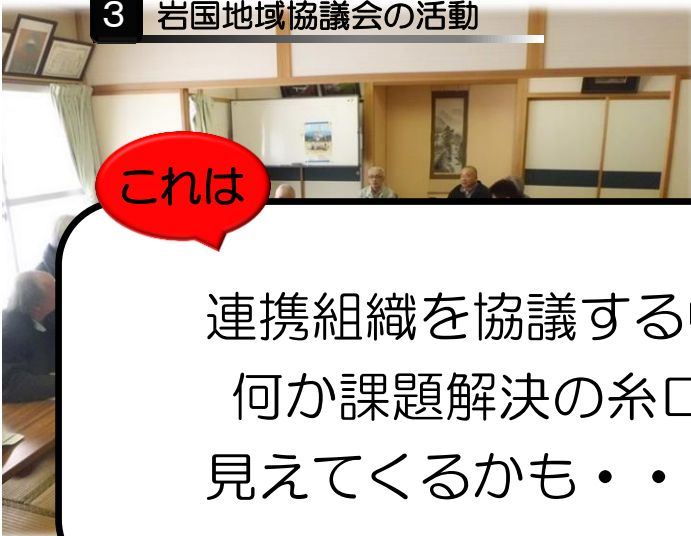 3 岩国地域協議会の活動
これは
連携組織を協議する
何か課題解決の糸口
見えてくるかも・・